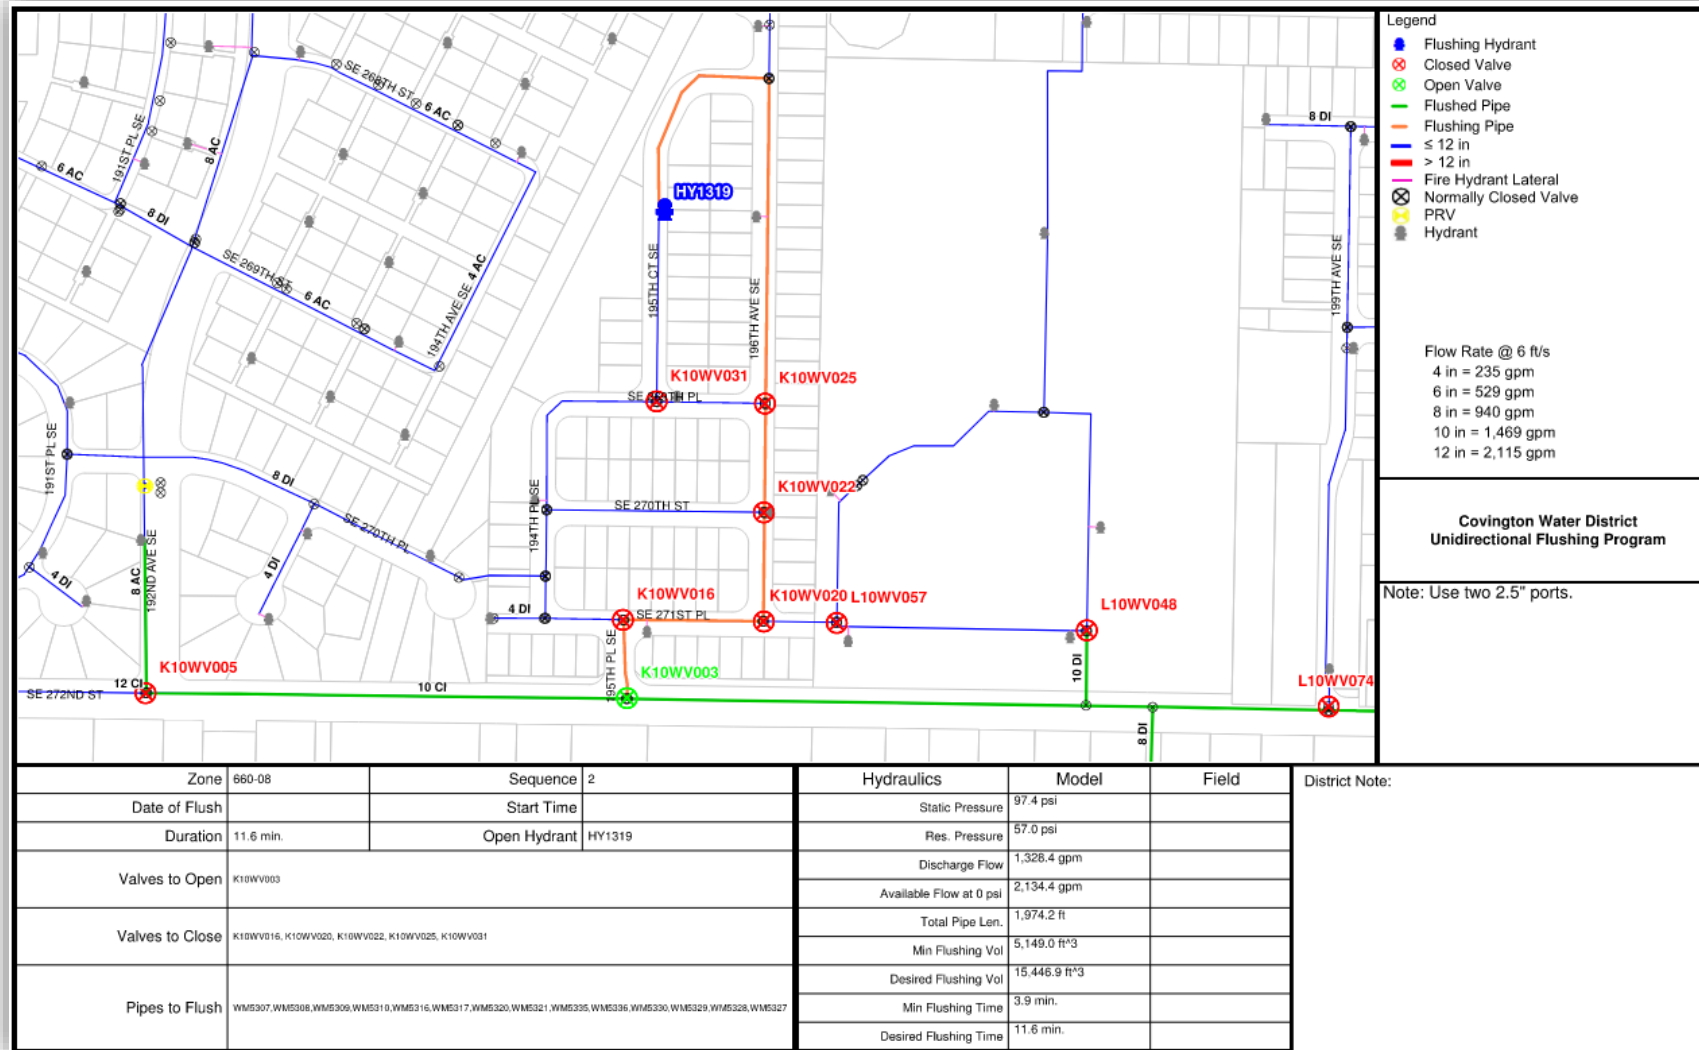 SE 268TH ST
6 AC
191ST PL SE
8 AC
6 AC
8 DI
SE 269TH ST
6 AC
194TH AVE SE
4 AC
HY1319
195TH CT SE
196TH AVE SE
8 DI
199TH AVE SE
K10WV031
K10WV025
K10WV022
SE 270TH ST
194TH PL SE
191ST PL SE
8 DI
SE 270TH PL
4 DI
4 DI
8 AC
192ND AVE SE
K10WV016
K10WV020
L10WV057
L10WV048
4 DI
SE 271ST PL
195TH PL SE
K10WV003
K10WV005
12 CI
SE 272ND ST
10 CI
10 DI
8 DI
L10WV074
Legend
Flushing Hydrant
Closed Valve
Open Valve
Flushed Pipe
Flushing Pipe
≤ 12 in
> 12 in
Fire Hydrant Lateral
Normally Closed Valve
PRV
Hydrant
Flow Rate @ 6 ft/s
4 in = 235 gpm
6 in = 529 gpm
8 in = 940 gpm
10 in = 1,469 gpm
12 in = 2,115 gpm
Covington Water District
Unidirectional Flushing Program
Note: Use two 2.5" ports.
Zone 660-08 Sequence 2
Date of Flush Start Time
Duration 11.6 min. Open Hydrant HY1319
Valves to Open K10WV003
Valves to Close K10WV016, K10WV020, K10WV022, K10WV025, K10WV031
Pipes to Flush WM5307,WM5308,WM5309,WM5310,WM5316,WM5317,WM5320,WM5321,WM5335,WM5336,WM5330,WM5329,WM5328,WM5327
Hydraulics Model Field
Static Pressure 97.4 psi
Res. Pressure 57.0 psi
Discharge Flow 1,328.4 gpm
Available Flow at 0 psi 2,134.4 gpm
Total Pipe Len. 1,974.2 ft
Min Flushing Vol 5,149.0 ft^3
Desired Flushing Vol 15,446.9 ft^3
Min Flushing Time 3.9 min.
Desired Flushing Time 11.6 min.
District Note: